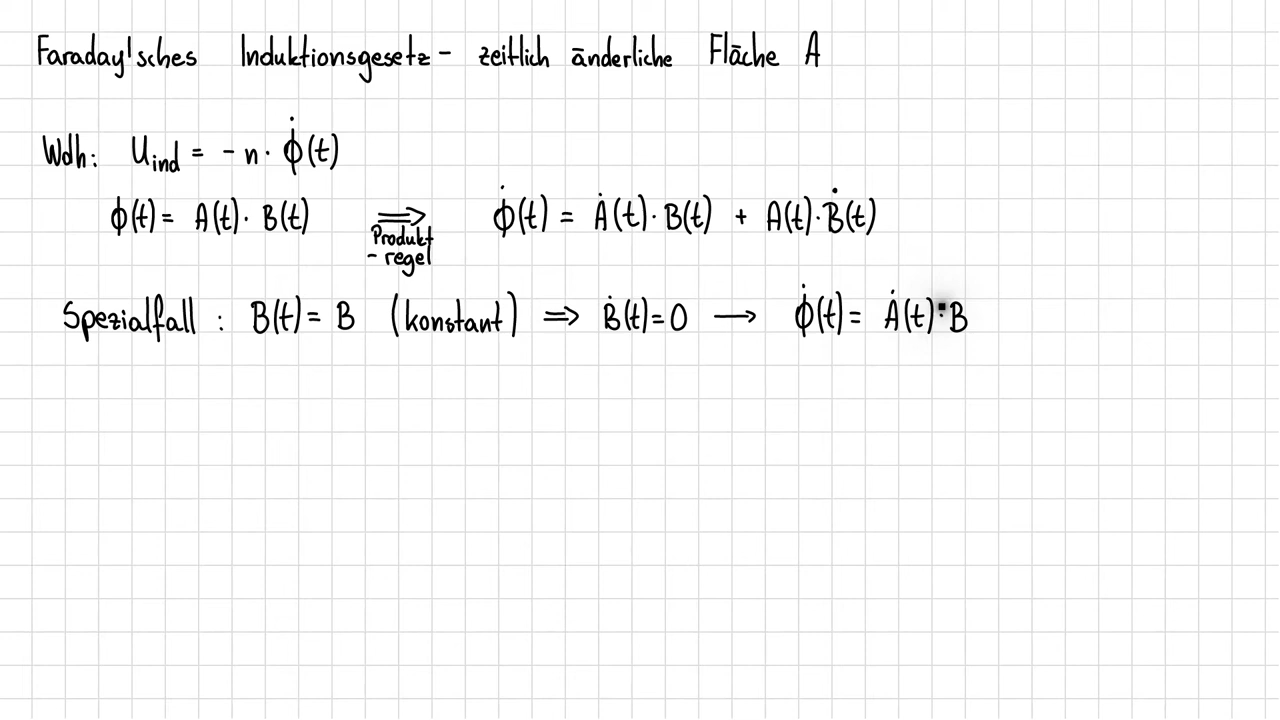 Faraday'sches Induktionsgesetz - zeitlich änderliche Fläche A
Wdh: U_ind = - n · ϕ̇(t)
ϕ(t) = A(t) · B(t) ⟹ Produkt-regel ϕ̇(t) = Ȧ(t) · B(t) + A(t) · Ḃ(t)
Spezialfall : B(t) = B (konstant) ⟹ Ḃ(t) = 0 ⟶ ϕ̇(t) = Ȧ(t) · B